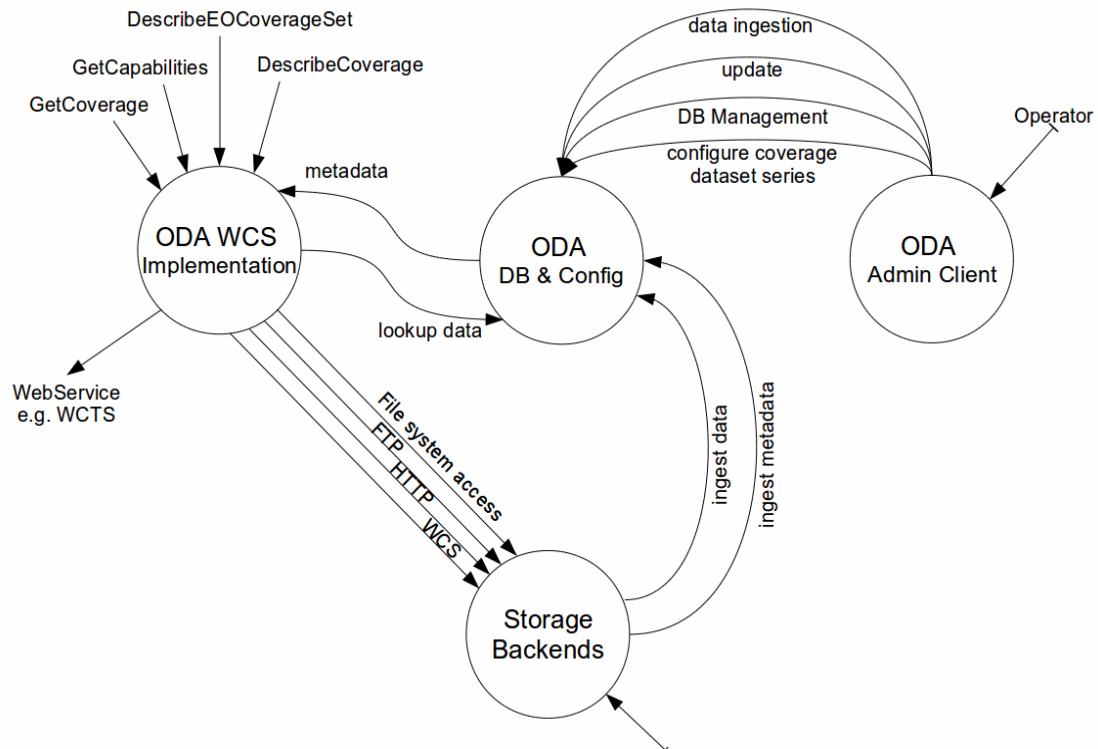 DescribeEOCoverageSet
GetCapabilities
DescribeCoverage
GetCoverage
data ingestion
update
DB Management
configure coverage
dataset series
Operator
metadata
ODA WCS
Implementation
ODA
DB & Config
ODA
Admin Client
lookup data
WebService
e.g. WCTS
File system access
FTP
HTTP
WCS
ingest data
ingest metadata
Storage
Backends